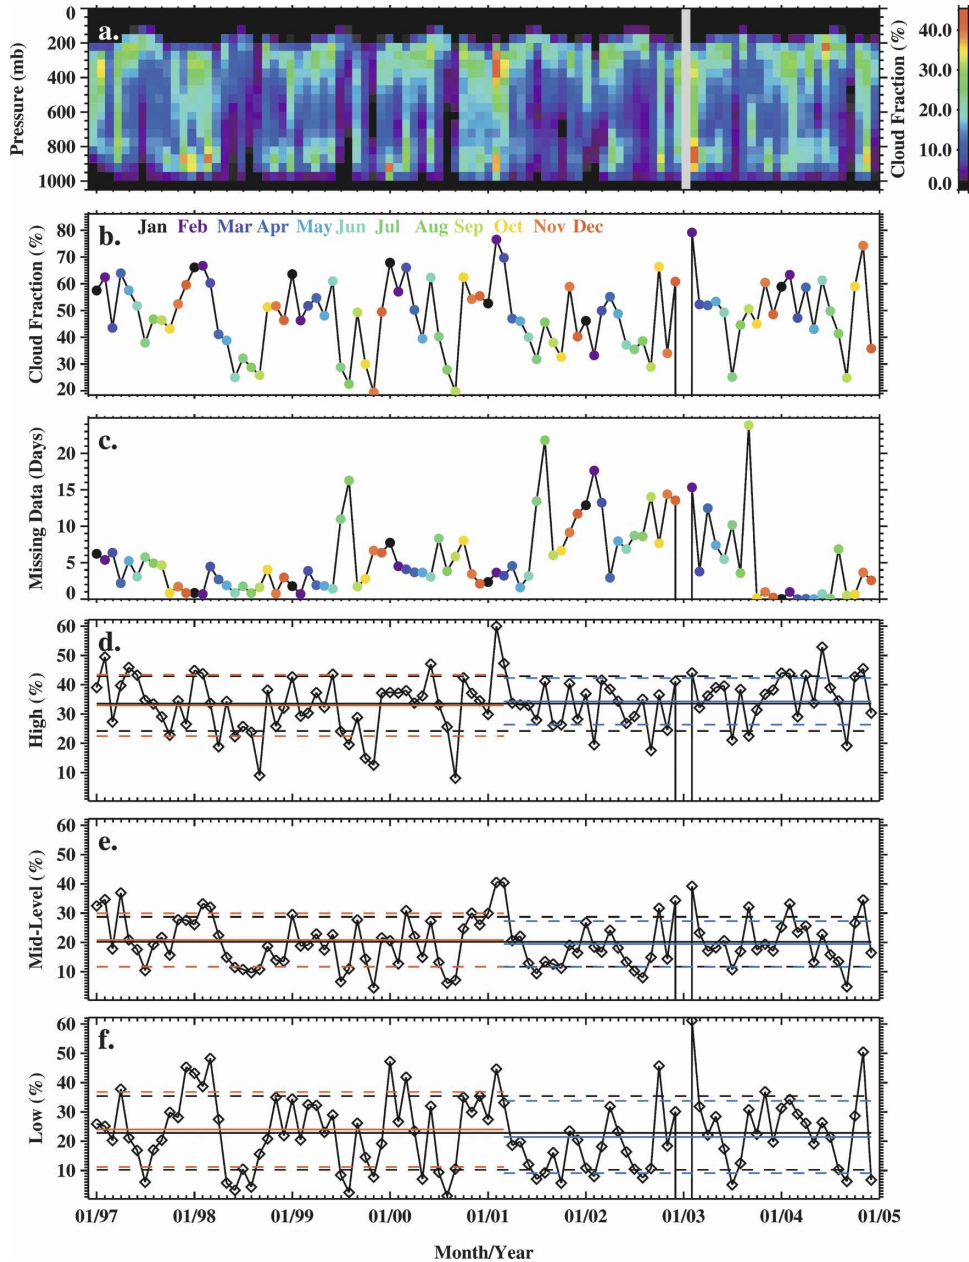 a.
0
200
400
600
800
1000
Pressure (mb)
Cloud Fraction (%)
40.0
30.0
20.0
10.0
0.0
b.
Jan Feb Mar Apr May Jun Jul Aug Sep Oct Nov Dec
80
70
60
50
40
30
20
Cloud Fraction (%)
c.
20
15
10
5
0
Missing Data (Days)
d.
60
50
40
30
20
10
High (%)
e.
60
50
40
30
20
10
Mid-Level (%)
f.
60
50
40
30
20
10
Low (%)
01/97 01/98 01/99 01/00 01/01 01/02 01/03 01/04 01/05
Month/Year